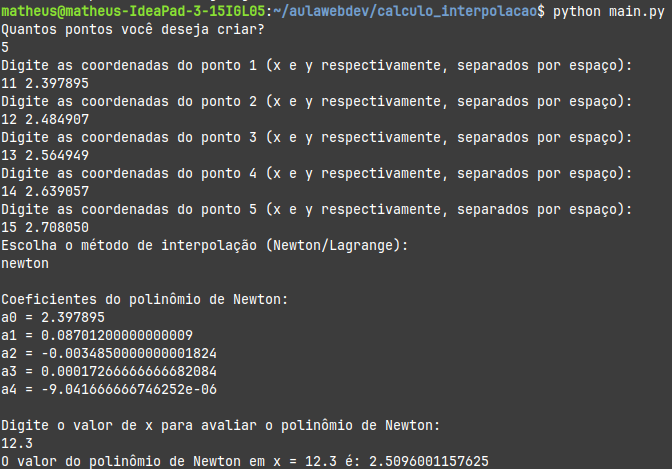 matheus@matheus-IdeaPad-3-15IGL05:~/aulawebdev/calculo_interpolacao$ python main.py
Quantos pontos você deseja criar?
5
Digite as coordenadas do ponto 1 (x e y respectivamente, separados por espaço):
11 2.397895
Digite as coordenadas do ponto 2 (x e y respectivamente, separados por espaço):
12 2.484907
Digite as coordenadas do ponto 3 (x e y respectivamente, separados por espaço):
13 2.564949
Digite as coordenadas do ponto 4 (x e y respectivamente, separados por espaço):
14 2.639057
Digite as coordenadas do ponto 5 (x e y respectivamente, separados por espaço):
15 2.708050
Escolha o método de interpolação (Newton/Lagrange):
newton
Coeficientes do polinômio de Newton:
a0 = 2.397895
a1 = 0.08701200000000009
a2 = -0.0034850000000001824
a3 = 0.00017266666666682084
a4 = -9.041666666746252e-06
Digite o valor de x para avaliar o polinômio de Newton:
12.3
O valor do polinômio de Newton em x = 12.3 é: 2.5096001157625